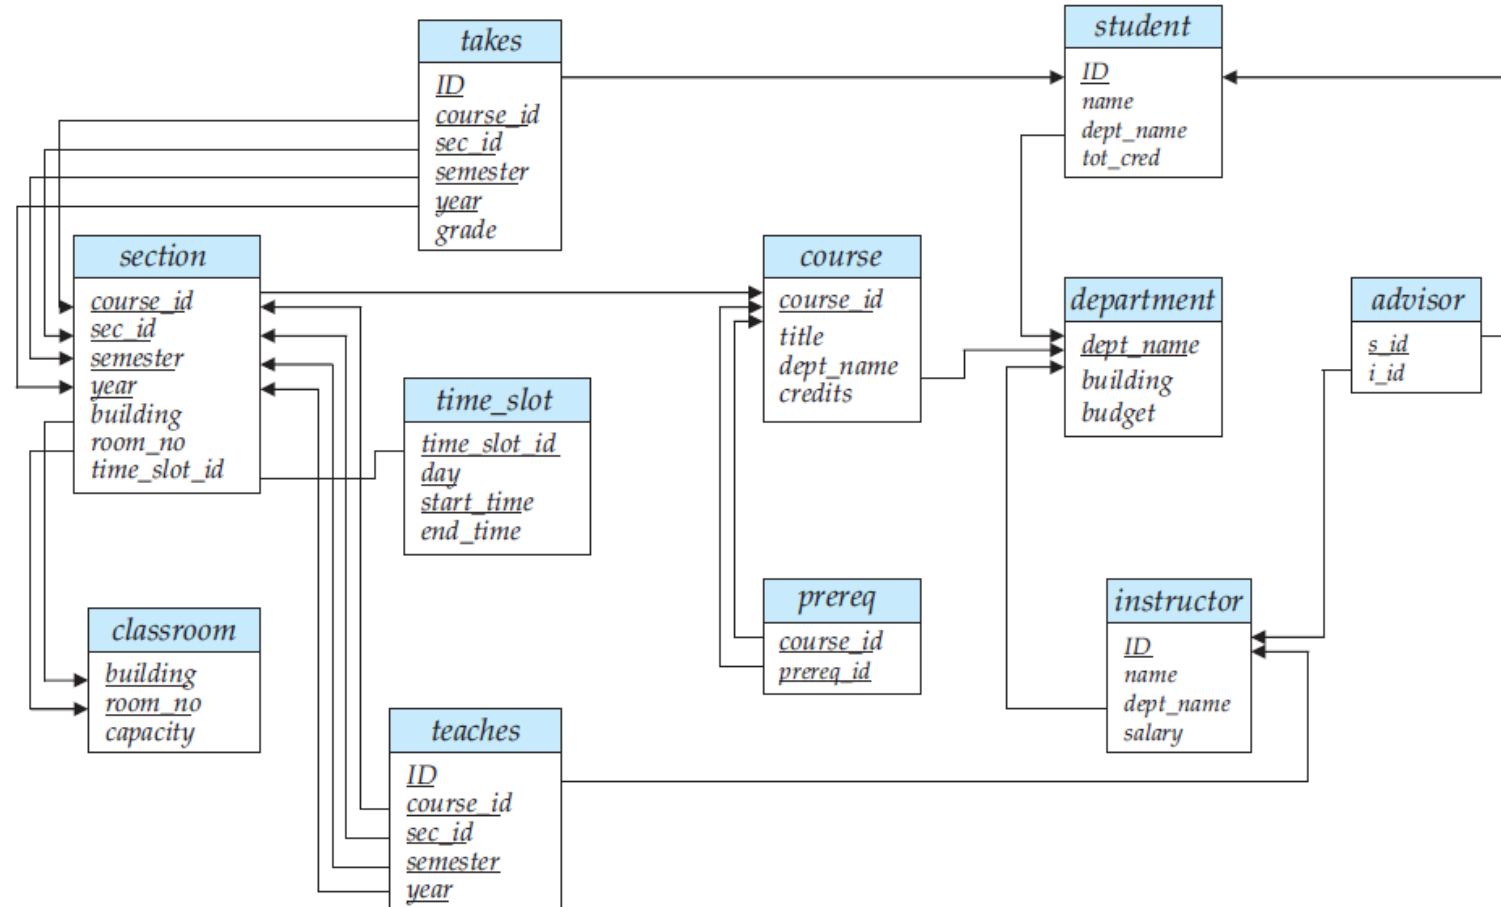 takes
ID
course_id
sec_id
semester
year
grade
student
ID
name
dept_name
tot_cred
section
course_id
sec_id
semester
year
building
room_no
time_slot_id
course
course_id
title
dept_name
credits
department
dept_name
building
budget
advisor
s_id
i_id
time_slot
time_slot_id
day
start_time
end_time
prereq
course_id
prereq_id
instructor
ID
name
dept_name
salary
classroom
building
room_no
capacity
teaches
ID
course_id
sec_id
semester
year